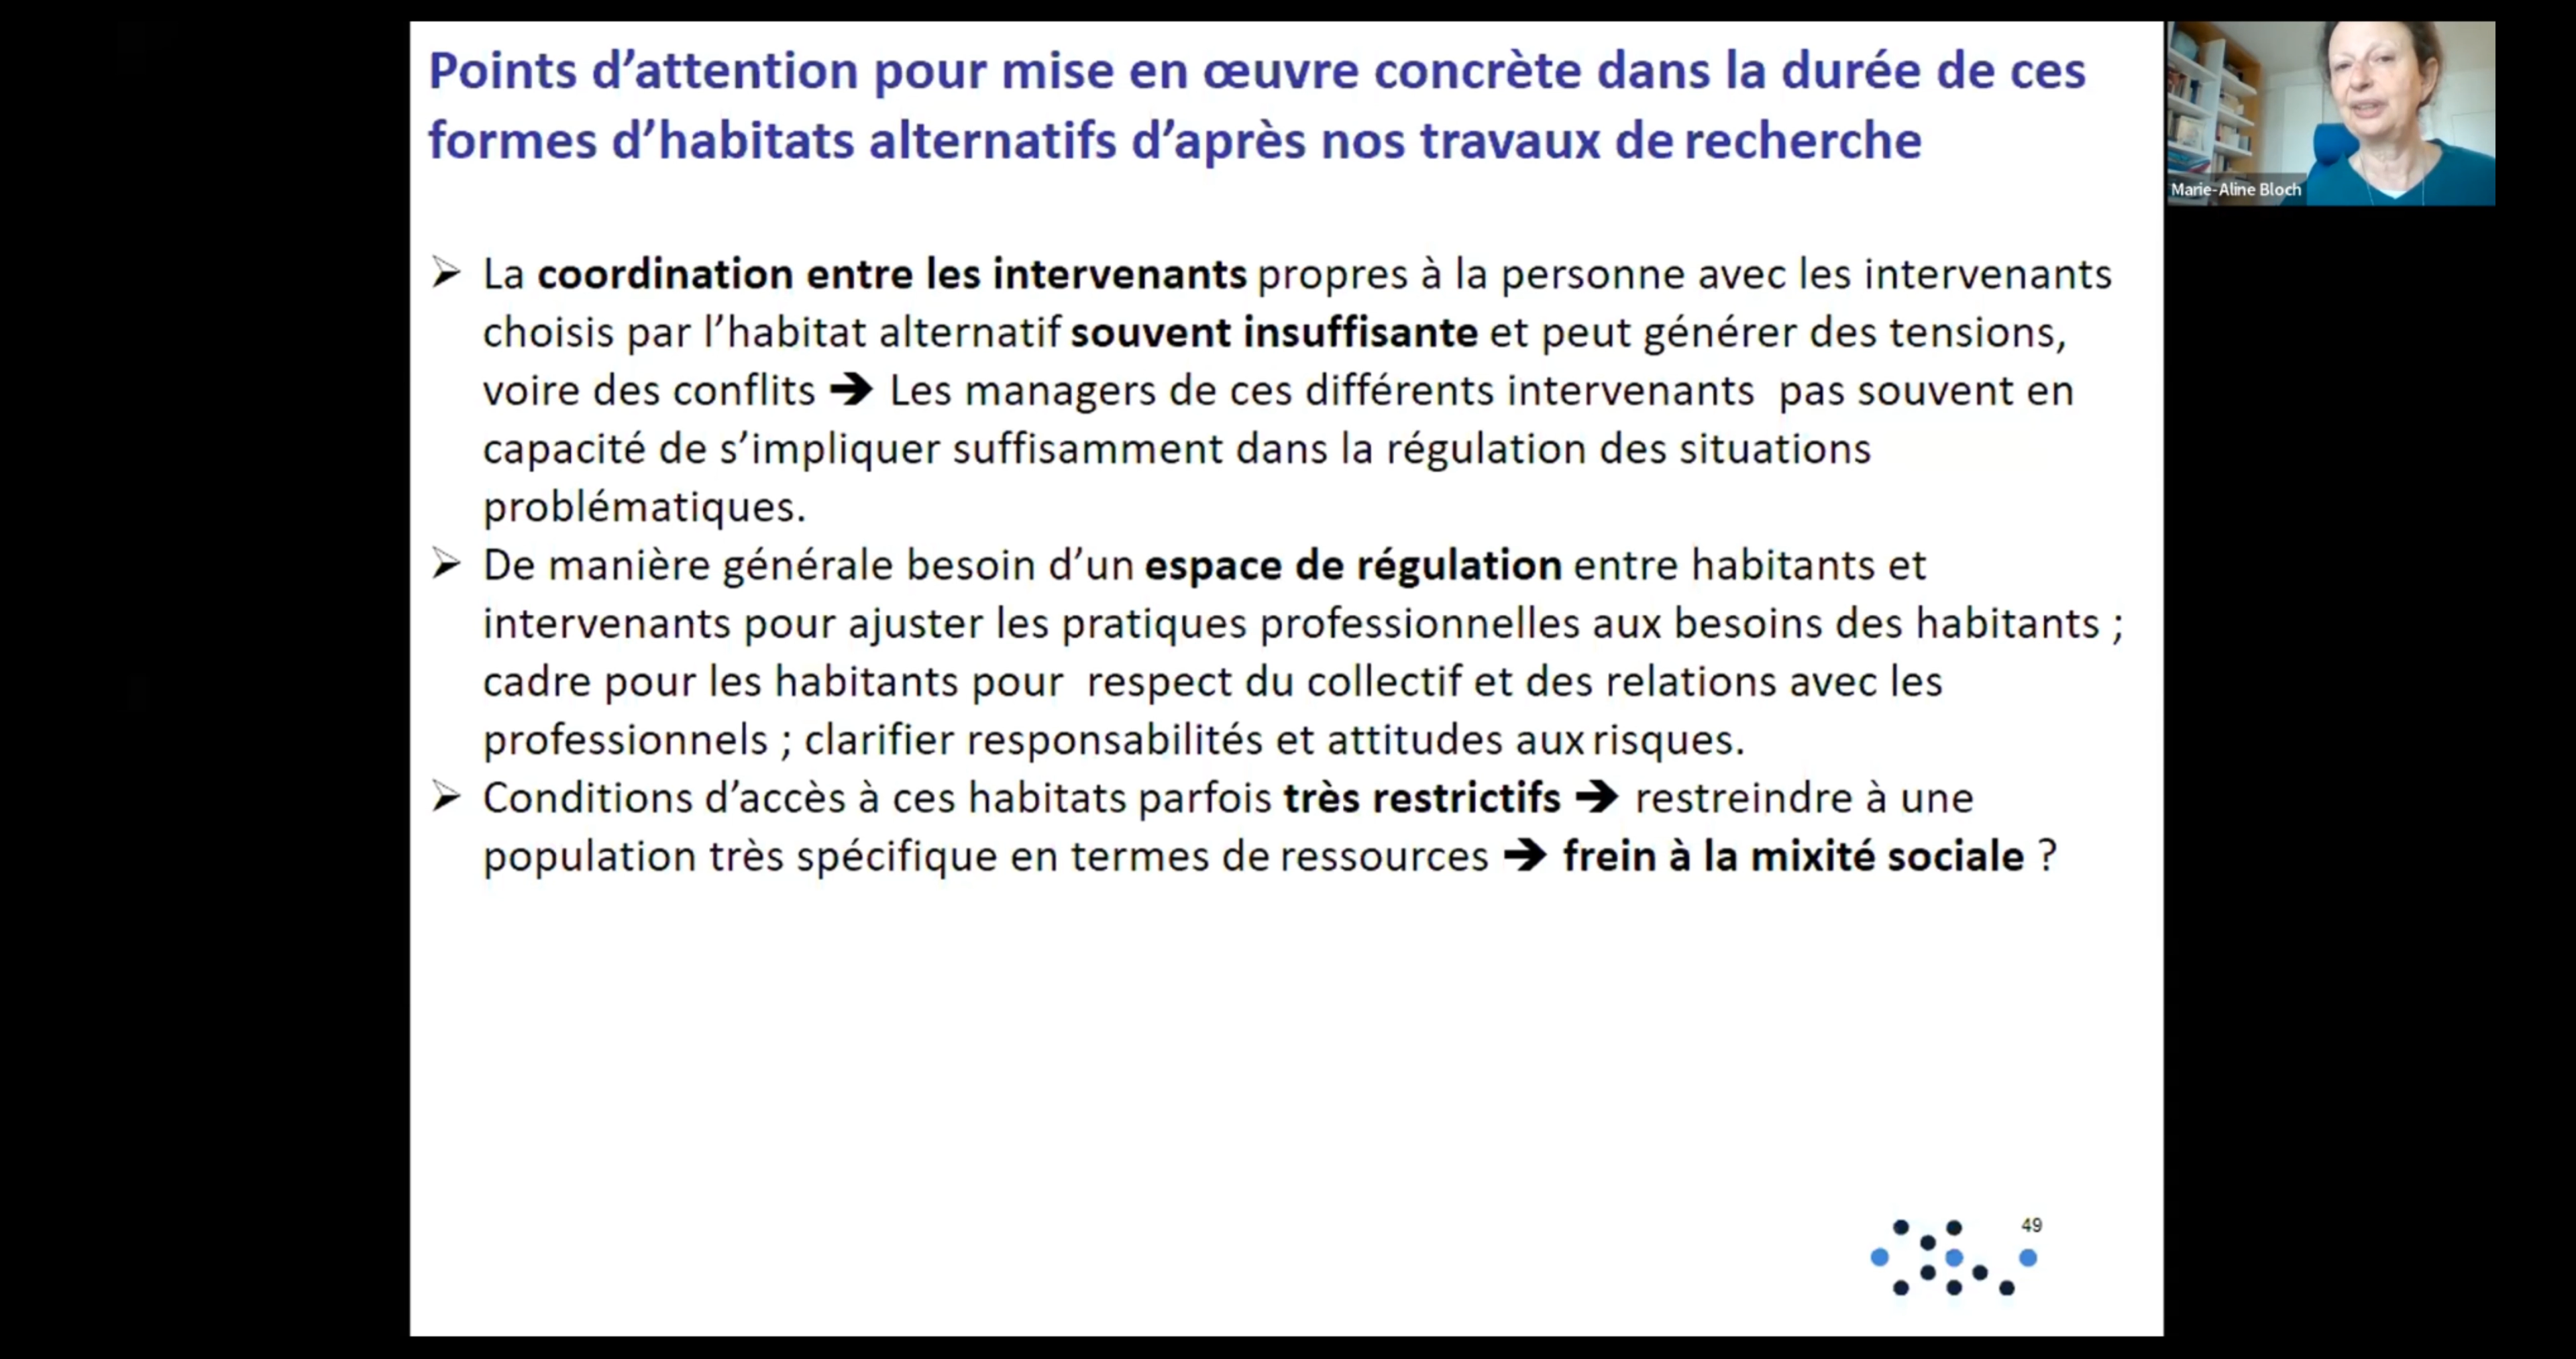 Points d’attention pour mise en œuvre concrète dans la durée de ces
formes d’habitats alternatifs d’après nos travaux de recherche
Marie-Aline Bloch
➢ La coordination entre les intervenants propres à la personne avec les intervenants
choisis par l’habitat alternatif souvent insuffisante et peut générer des tensions,
voire des conflits ➔ Les managers de ces différents intervenants pas souvent en
capacité de s’impliquer suffisamment dans la régulation des situations
problématiques.
➢ De manière générale besoin d’un espace de régulation entre habitants et
intervenants pour ajuster les pratiques professionnelles aux besoins des habitants ;
cadre pour les habitants pour respect du collectif et des relations avec les
professionnels ; clarifier responsabilités et attitudes aux risques.
➢ Conditions d’accès à ces habitats parfois très restrictifs ➔ restreindre à une
population très spécifique en termes de ressources ➔ frein à la mixité sociale ?
49